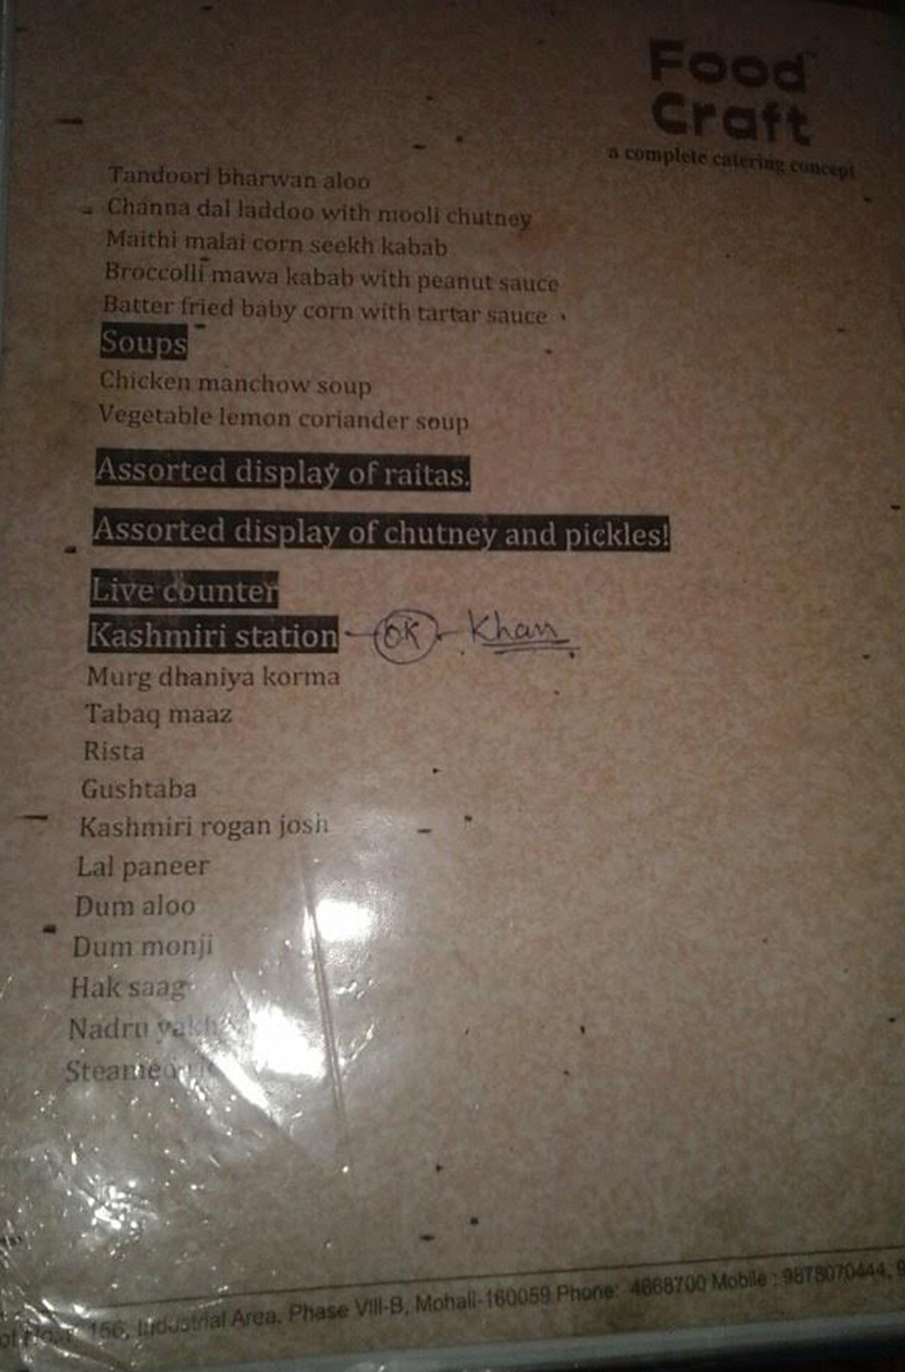 Food
Craft
a complete catering concept
Tandoori bharwan aloo
Channa dal laddoo with mooli chutney
Maithi malai corn seekh kabab
Broccolli mawa kabab with peanut sauce
Batter fried baby corn with tartar sauce
Soups
Chicken manchow soup
Vegetable lemon coriander soup
Assorted display of raitas.
Assorted display of chutney and pickles!
Live counter
Kashmiri station - OK - Khan
Murg dhaniya korma
Tabaq maaz
Rista
Gushtaba
Kashmiri rogan josh
Lal paneer
Dum aloo
Dum monji
Hak saag
Nadru
Steamed
156, Industrial Area, Phase VIII-B, Mohali-160059 Phone: 4668700 Mobile : 9878070444, 9